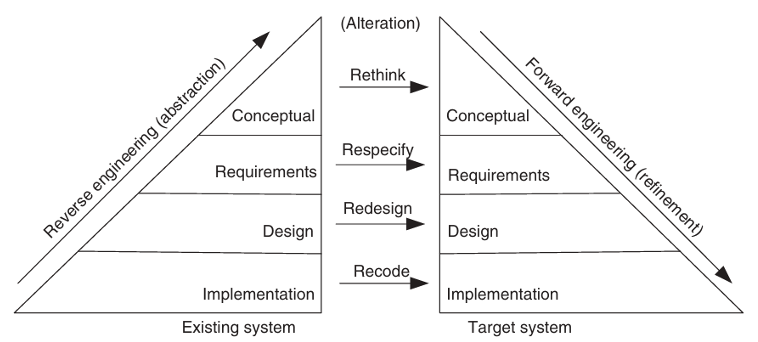 (Alteration)
Reverse engineering (abstraction)
Forward engineering (refinement)
Rethink
Conceptual
Conceptual
Respecify
Requirements
Requirements
Redesign
Design
Design
Recode
Implementation
Implementation
Existing system
Target system